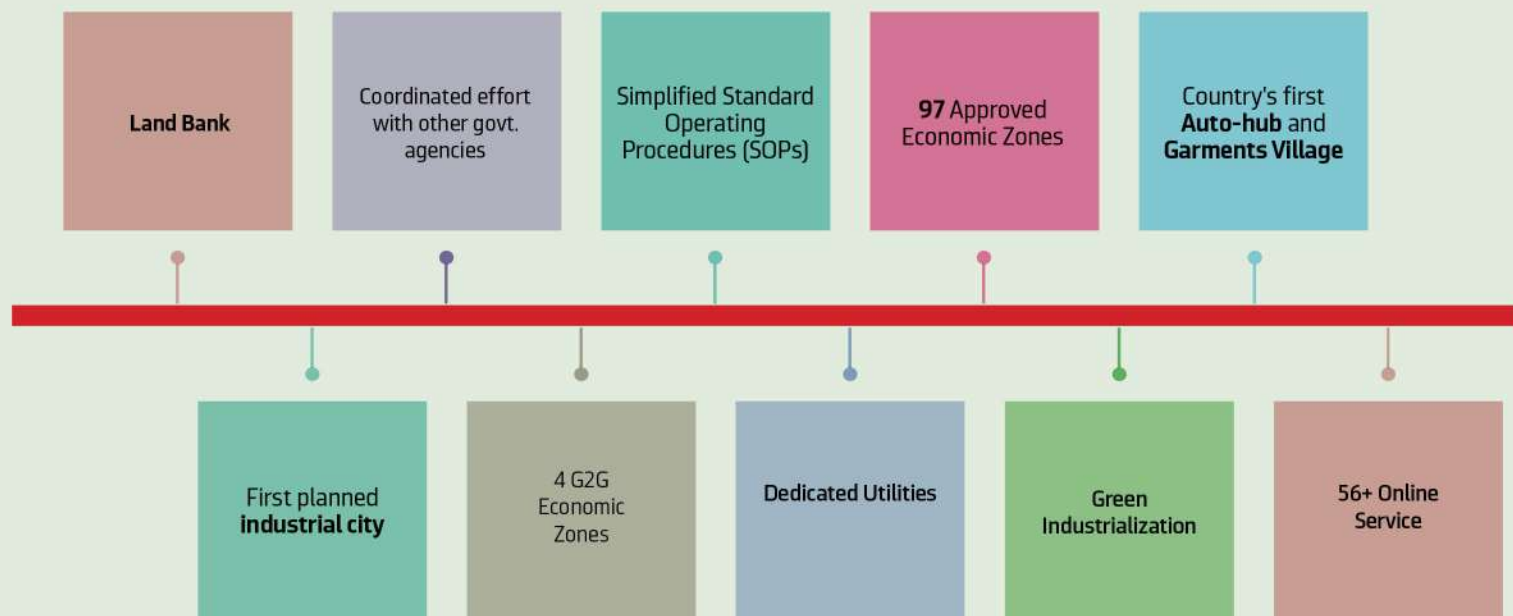 Land Bank
Coordinated effort
with other govt.
agencies
Simplified Standard
Operating
Procedures (SOPs)
97 Approved
Economic Zones
Country's first
Auto-hub and
Garments Village
First planned
industrial city
4 G2G
Economic
Zones
Dedicated Utilities
Green
Industrialization
56+ Online
Service